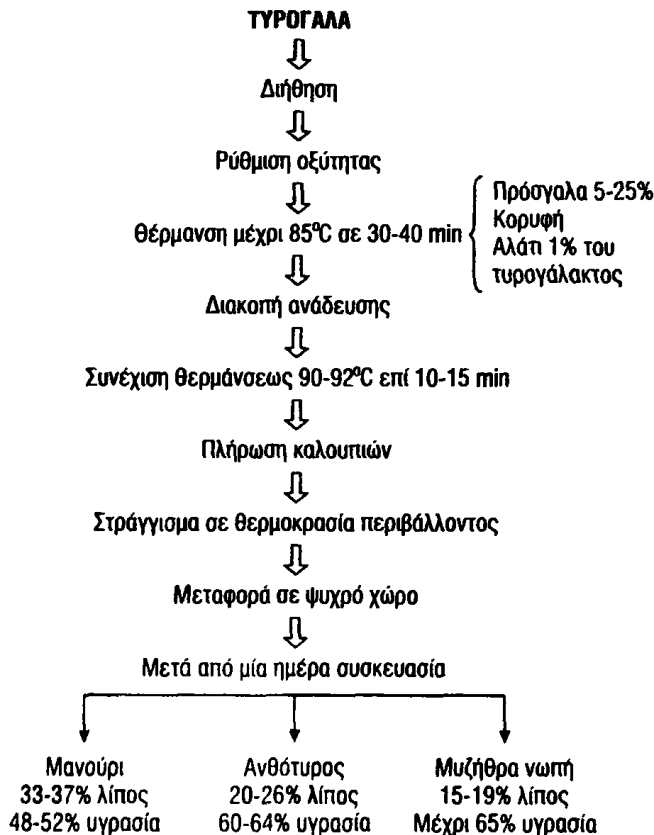 ΤΥΡΟΓΑΛΑ
Διήθηση
Ρύθμιση οξύτητας
Θέρμανση μέχρι 85ºC σε 30-40 min
Πρόσγαλα 5-25%
Κορυφή
Αλάτι 1% του
τυρογάλακτος
Διακοπή ανάδευσης
Συνέχιση θερμάνσεως 90-92ºC επί 10-15 min
Πλήρωση καλουπιών
Στράγγισμα σε θερμοκρασία περιβάλλοντος
Μεταφορά σε ψυχρό χώρο
Μετά από μία ημέρα συσκευασία
Μανούρι
33-37% λίπος
48-52% υγρασία
Ανθότυρος
20-26% λίπος
60-64% υγρασία
Μυζήθρα νωπή
15-19% λίπος
Μέχρι 65% υγρασία